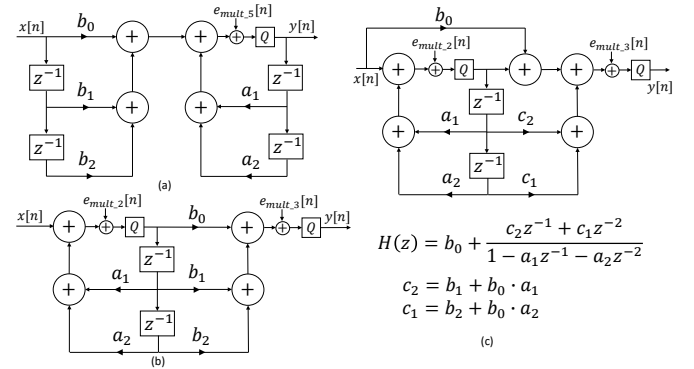 x[n]
b₀
e_mult_5[n]
Q
y[n]
z⁻¹
z⁻¹
b₁
a₁
z⁻¹
z⁻¹
b₂
a₂
(a)
x[n]
e_mult_2[n]
Q
b₀
e_mult_3[n]
Q
y[n]
z⁻¹
a₁
b₁
z⁻¹
a₂
b₂
(b)
b₀
x[n]
e_mult_2[n]
Q
e_mult_3[n]
Q
y[n]
z⁻¹
a₁
c₂
z⁻¹
a₂
c₁
H(z) = b₀ + (c₂z⁻¹ + c₁z⁻²)/(1 − a₁z⁻¹ − a₂z⁻²)
c₂ = b₁ + b₀ · a₁
c₁ = b₂ + b₀ · a₂
(c)